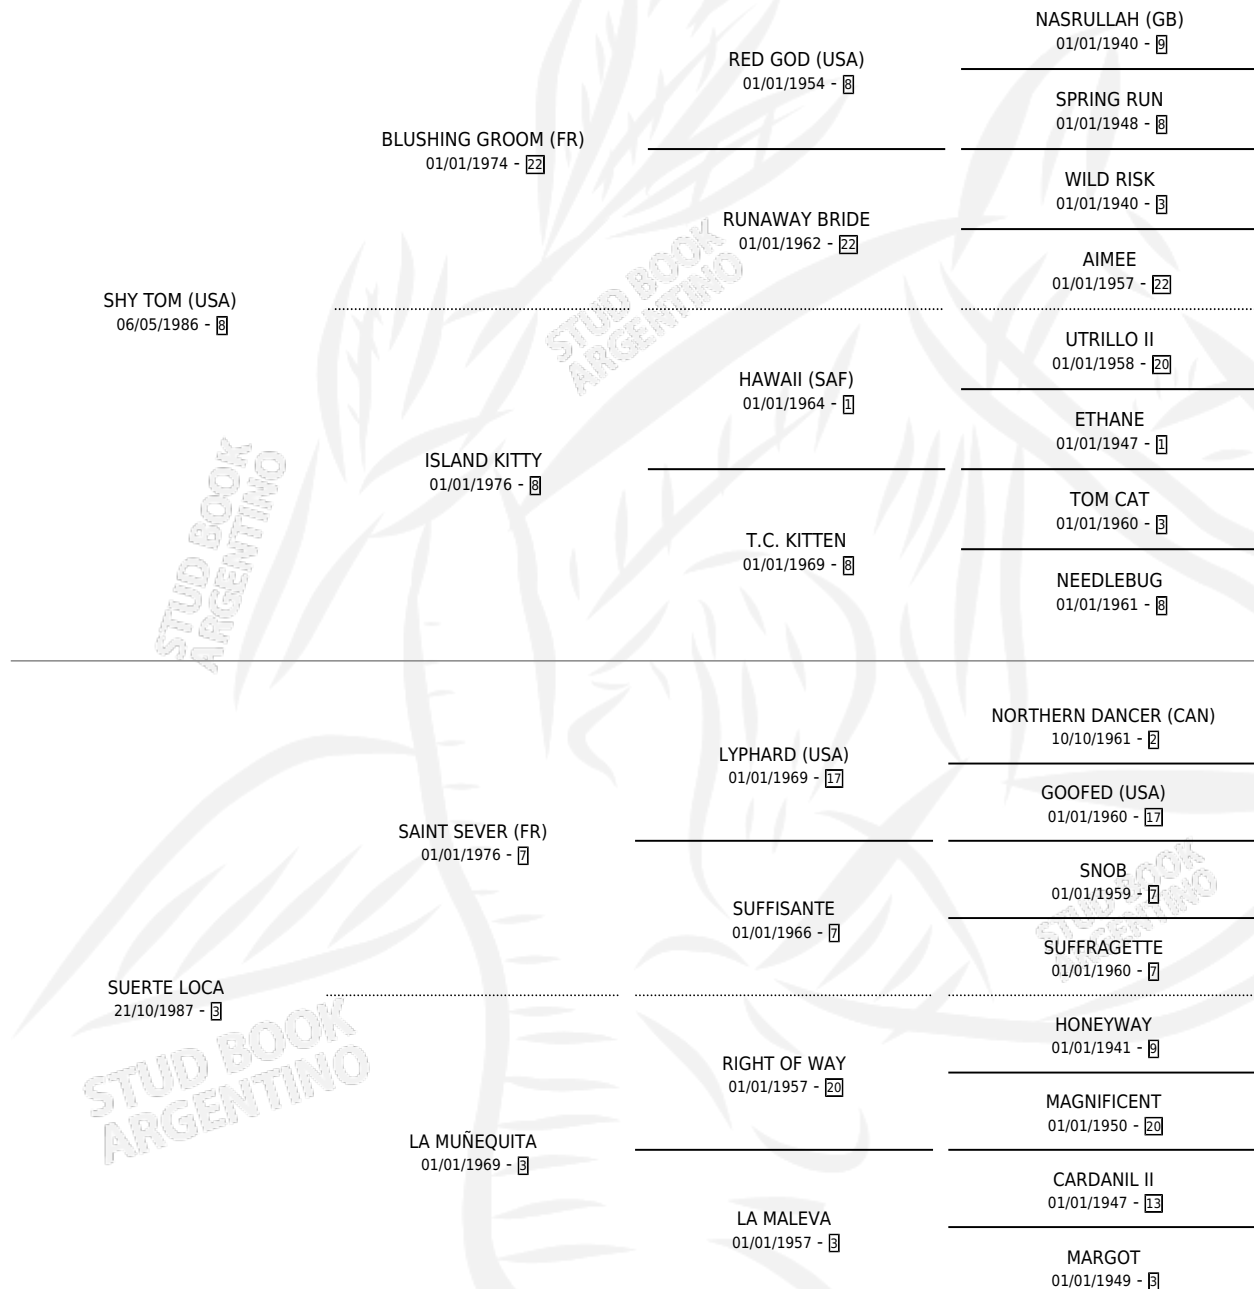 NASRULLAH (GB)
01/01/1940 - 9
RED GOD (USA)
01/01/1954 - 8
SPRING RUN
01/01/1948 - 8
BLUSHING GROOM (FR)
01/01/1974 - 22
WILD RISK
01/01/1940 - 3
RUNAWAY BRIDE
01/01/1962 - 22
AIMEE
01/01/1957 - 22
SHY TOM (USA)
06/05/1986 - 8
UTRILLO II
01/01/1958 - 20
HAWAII (SAF)
01/01/1964 - 1
ETHANE
01/01/1947 - 1
ISLAND KITTY
01/01/1976 - 8
TOM CAT
01/01/1960 - 3
T.C. KITTEN
01/01/1969 - 8
NEEDLEBUG
01/01/1961 - 8
STUD BOOK
ARGENTINO
STUD BOOK
ARGENTINO
NORTHERN DANCER (CAN)
10/10/1961 - 2
LYPHARD (USA)
01/01/1969 - 17
GOOFED (USA)
01/01/1960 - 17
SAINT SEVER (FR)
01/01/1976 - 7
SNOB
01/01/1959 - 7
SUFFISANTE
01/01/1966 - 7
SUFFRAGETTE
01/01/1960 - 7
SUERTE LOCA
21/10/1987 - 3
HONEYWAY
01/01/1941 - 9
RIGHT OF WAY
01/01/1957 - 20
MAGNIFICENT
01/01/1950 - 20
LA MUÑEQUITA
01/01/1969 - 3
CARDANIL II
01/01/1947 - 13
LA MALEVA
01/01/1957 - 3
MARGOT
01/01/1949 - 3
STUD BOOK
ARGENTINO
STUD BOOK
ARGENTINO